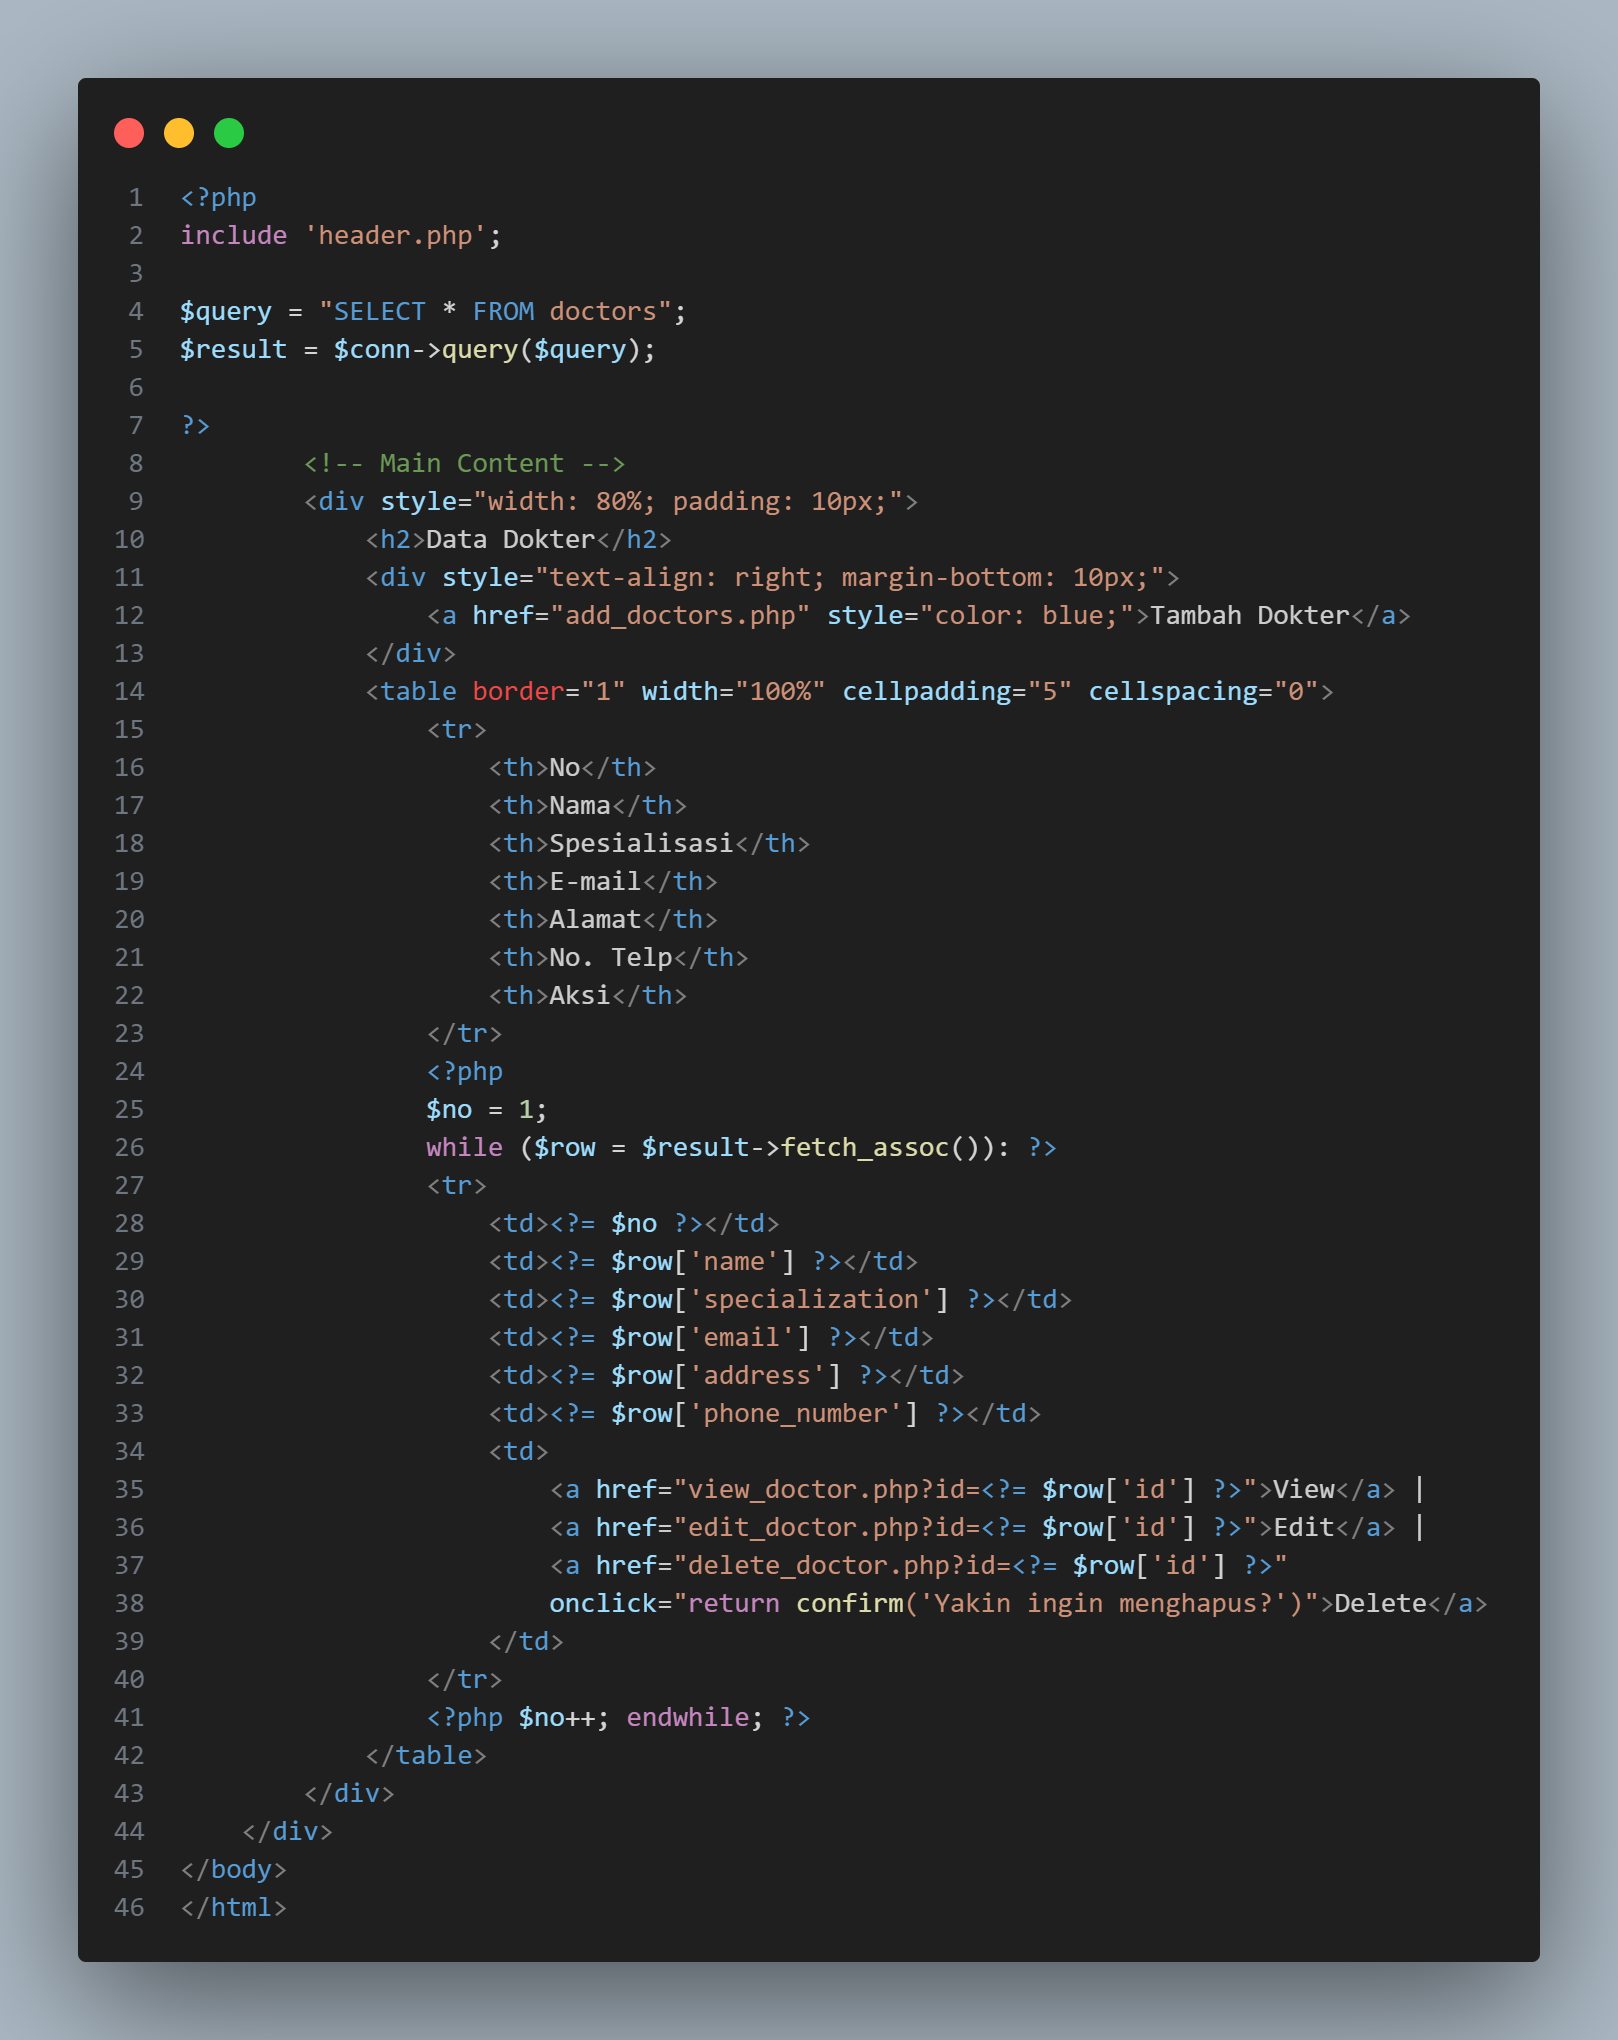 1 <?php
2 include 'header.php';
3
4 $query = "SELECT * FROM doctors";
5 $result = $conn->query($query);
6
7 ?>
8         <!-- Main Content -->
9         <div style="width: 80%; padding: 10px;">
10             <h2>Data Dokter</h2>
11             <div style="text-align: right; margin-bottom: 10px;">
12                 <a href="add_doctors.php" style="color: blue;">Tambah Dokter</a>
13             </div>
14             <table border="1" width="100%" cellpadding="5" cellspacing="0">
15                 <tr>
16                     <th>No</th>
17                     <th>Nama</th>
18                     <th>Spesialisasi</th>
19                     <th>E-mail</th>
20                     <th>Alamat</th>
21                     <th>No. Telp</th>
22                     <th>Aksi</th>
23                 </tr>
24                 <?php
25                 $no = 1;
26                 while ($row = $result->fetch_assoc()): ?>
27                 <tr>
28                     <td><?= $no ?></td>
29                     <td><?= $row['name'] ?></td>
30                     <td><?= $row['specialization'] ?></td>
31                     <td><?= $row['email'] ?></td>
32                     <td><?= $row['address'] ?></td>
33                     <td><?= $row['phone_number'] ?></td>
34                     <td>
35                         <a href="view_doctor.php?id=<?= $row['id'] ?>">View</a> |
36                         <a href="edit_doctor.php?id=<?= $row['id'] ?>">Edit</a> |
37                         <a href="delete_doctor.php?id=<?= $row['id'] ?>"
38                         onclick="return confirm('Yakin ingin menghapus?')">Delete</a>
39                     </td>
40                 </tr>
41                 <?php $no++; endwhile; ?>
42             </table>
43         </div>
44     </div>
45 </body>
46 </html>